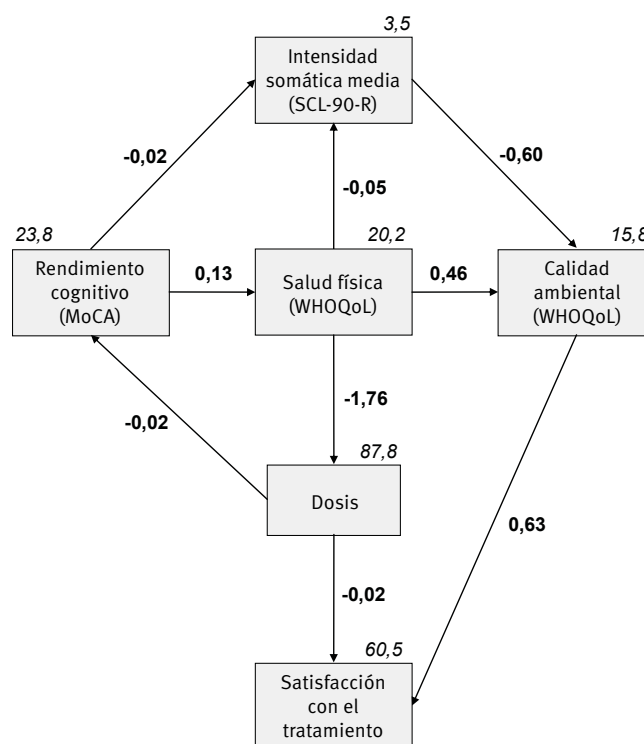 3,5
Intensidad
somática media
(SCL-90-R)
-0,02
-0,60
-0,05
23,8
20,2
15,8
Rendimiento
cognitivo
(MoCA)
0,13
Salud física
(WHOQoL)
0,46
Calidad
ambiental
(WHOQoL)
-1,76
-0,02
87,8
Dosis
0,63
-0,02
60,5
Satisfacción
con el
tratamiento